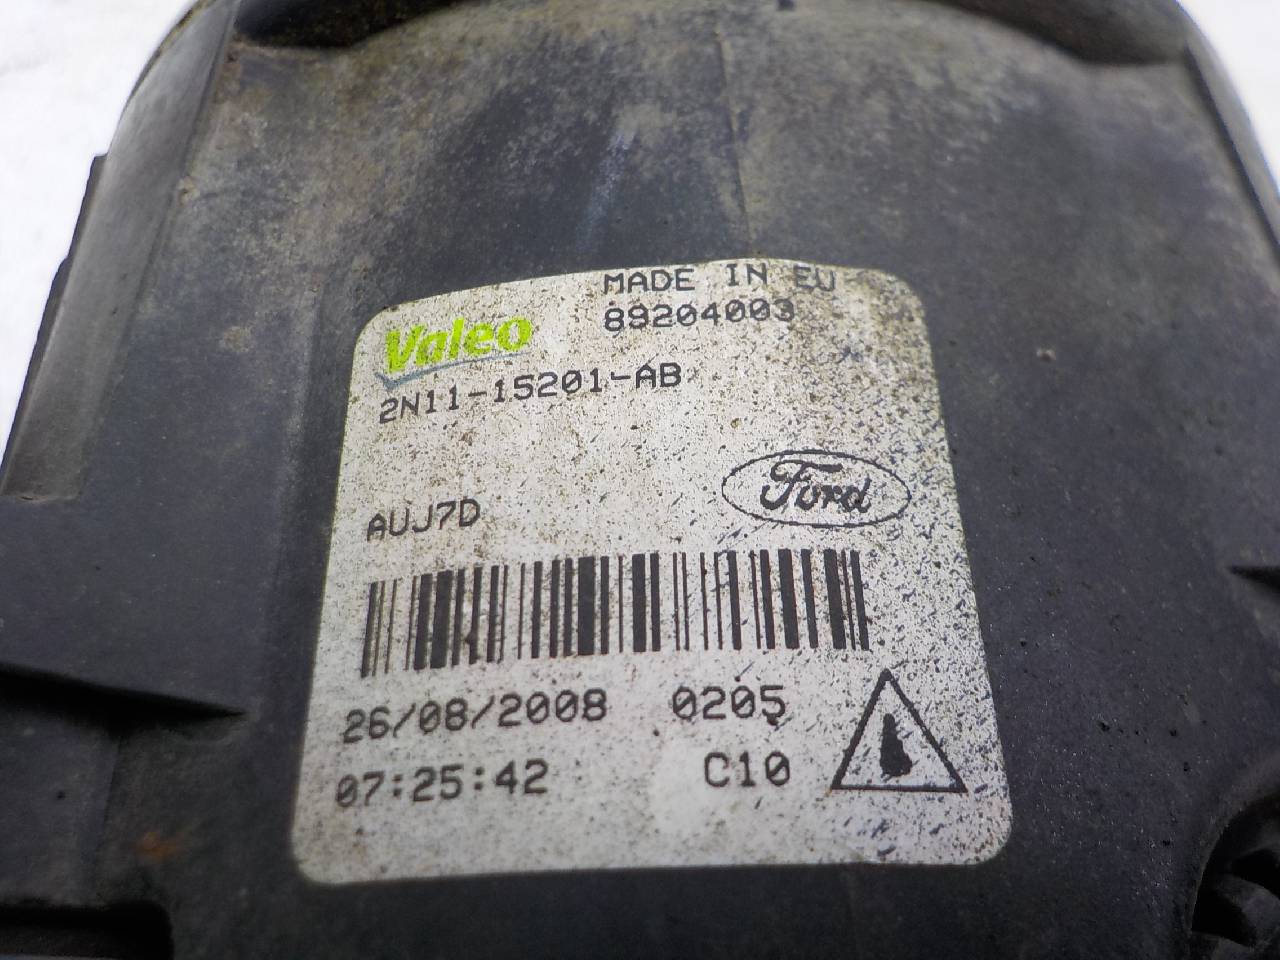 MADE IN EU
Valeo
89204003
2N11-15201-AB
Ford
AUJ7D
26/08/2008 0205
07:25:42 C10